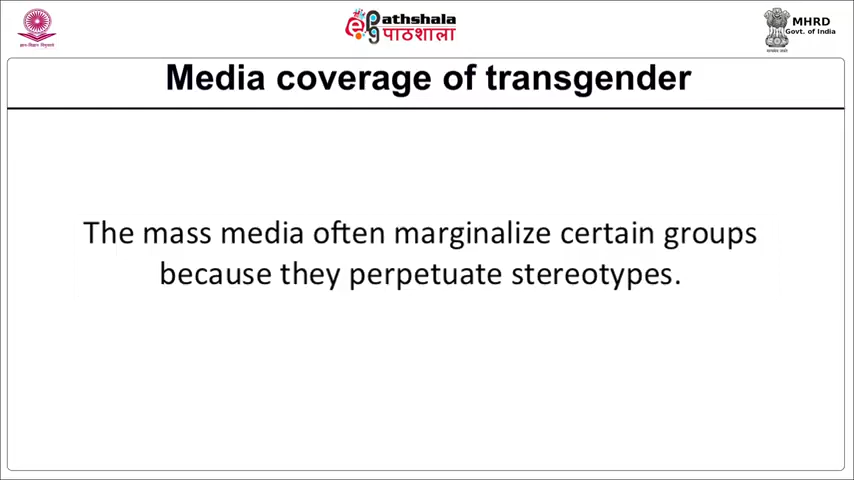 ePathshala
पाठशाला
MHRD
Govt. of India
Media coverage of transgender
The mass media often marginalize certain groups
because they perpetuate stereotypes.